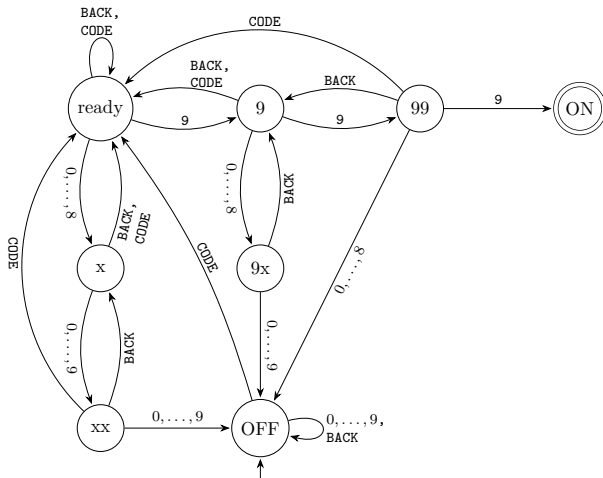 BACK,
CODE
CODE
BACK,
CODE
BACK
ready
9
9
9
99
9
ON
0,...,8
BACK,
CODE
0,...,8
BACK
0,...,8
CODE
x
9x
CODE
0,...,9
BACK
0,...,9
xx
0,...,9
OFF
0,...,9,
BACK